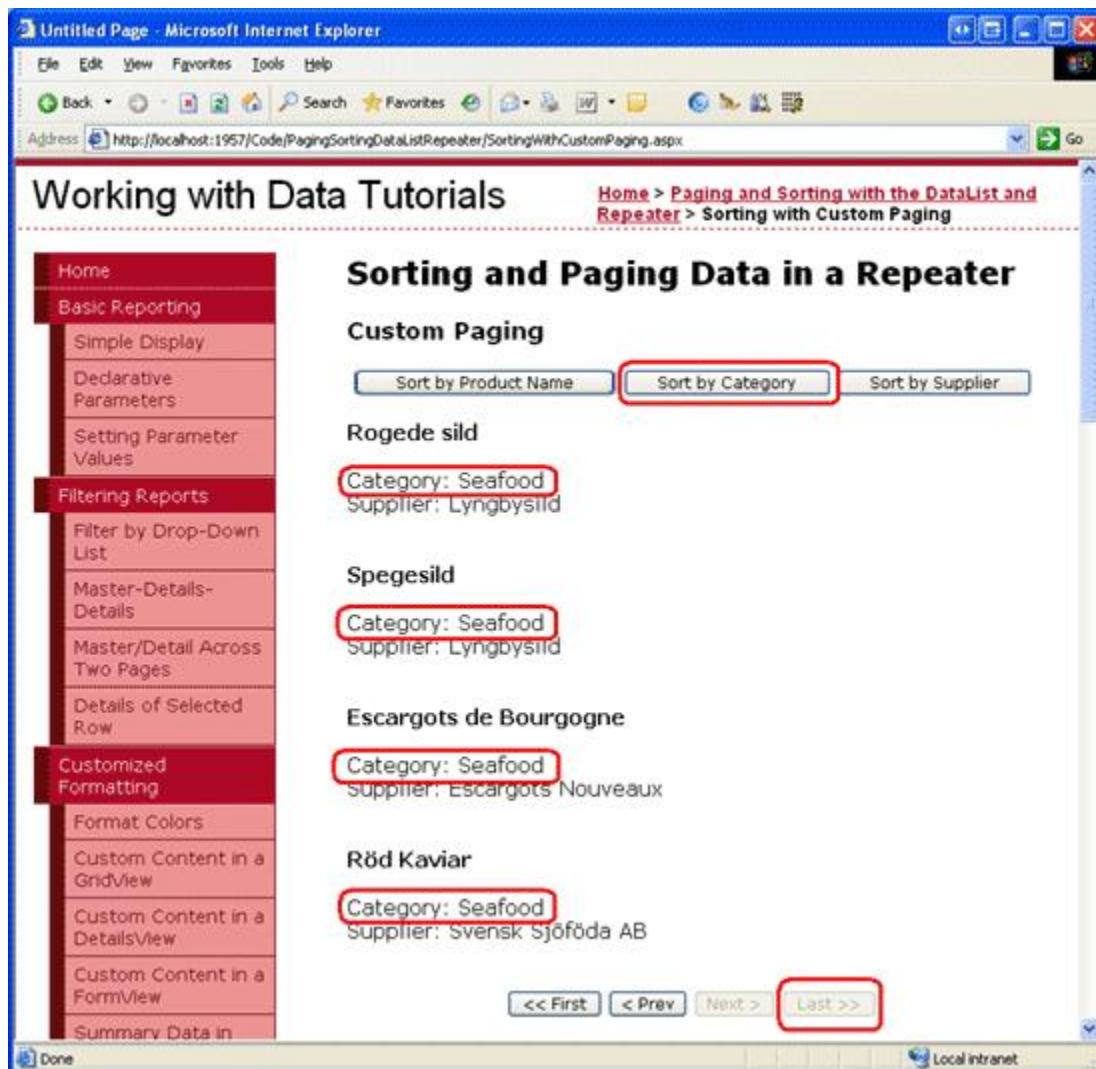 Untitled Page - Microsoft Internet Explorer
File Edit View Favorites Tools Help
Back Search Favorites
Address http://localhost:1957/Code/PagingSortingDataListRepeater/SortingWithCustomPaging.aspx Go
Working with Data Tutorials
Home > Paging and Sorting with the DataList and
Repeater > Sorting with Custom Paging
Home
Basic Reporting
Simple Display
Declarative
Parameters
Setting Parameter
Values
Filtering Reports
Filter by Drop-Down
List
Master-Details-
Details
Master/Detail Across
Two Pages
Details of Selected
Row
Customized
Formatting
Format Colors
Custom Content in a
GridView
Custom Content in a
DetailsView
Custom Content in a
FormView
Summary Data in
Sorting and Paging Data in a Repeater
Custom Paging
Sort by Product Name Sort by Category Sort by Supplier
Rogede sild
Category: Seafood
Supplier: Lyngbysild
Spegesild
Category: Seafood
Supplier: Lyngbysild
Escargots de Bourgogne
Category: Seafood
Supplier: Escargots Nouveaux
Röd Kaviar
Category: Seafood
Supplier: Svensk Sjöföda AB
<< First < Prev Next > Last >>
Done Local intranet